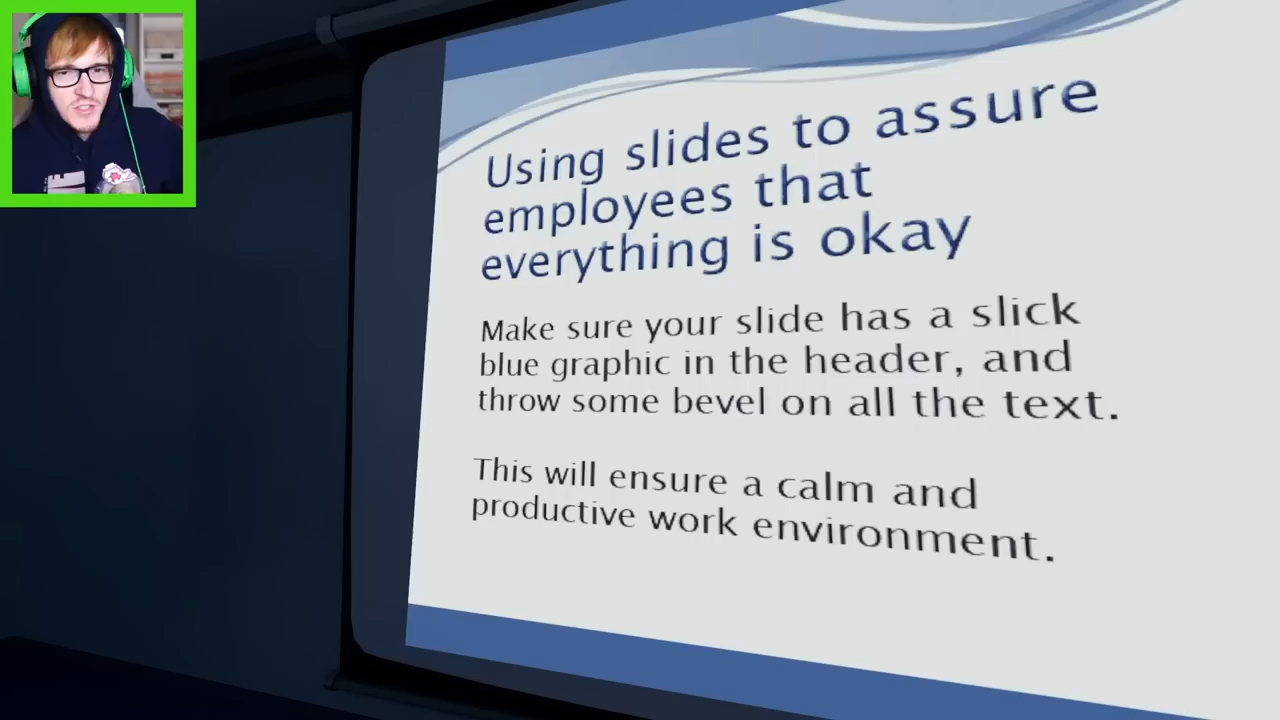 Using slides to assure
employees that
everything is okay
Make sure your slide has a slick
blue graphic in the header, and
throw some bevel on all the text.
This will ensure a calm and
productive work environment.